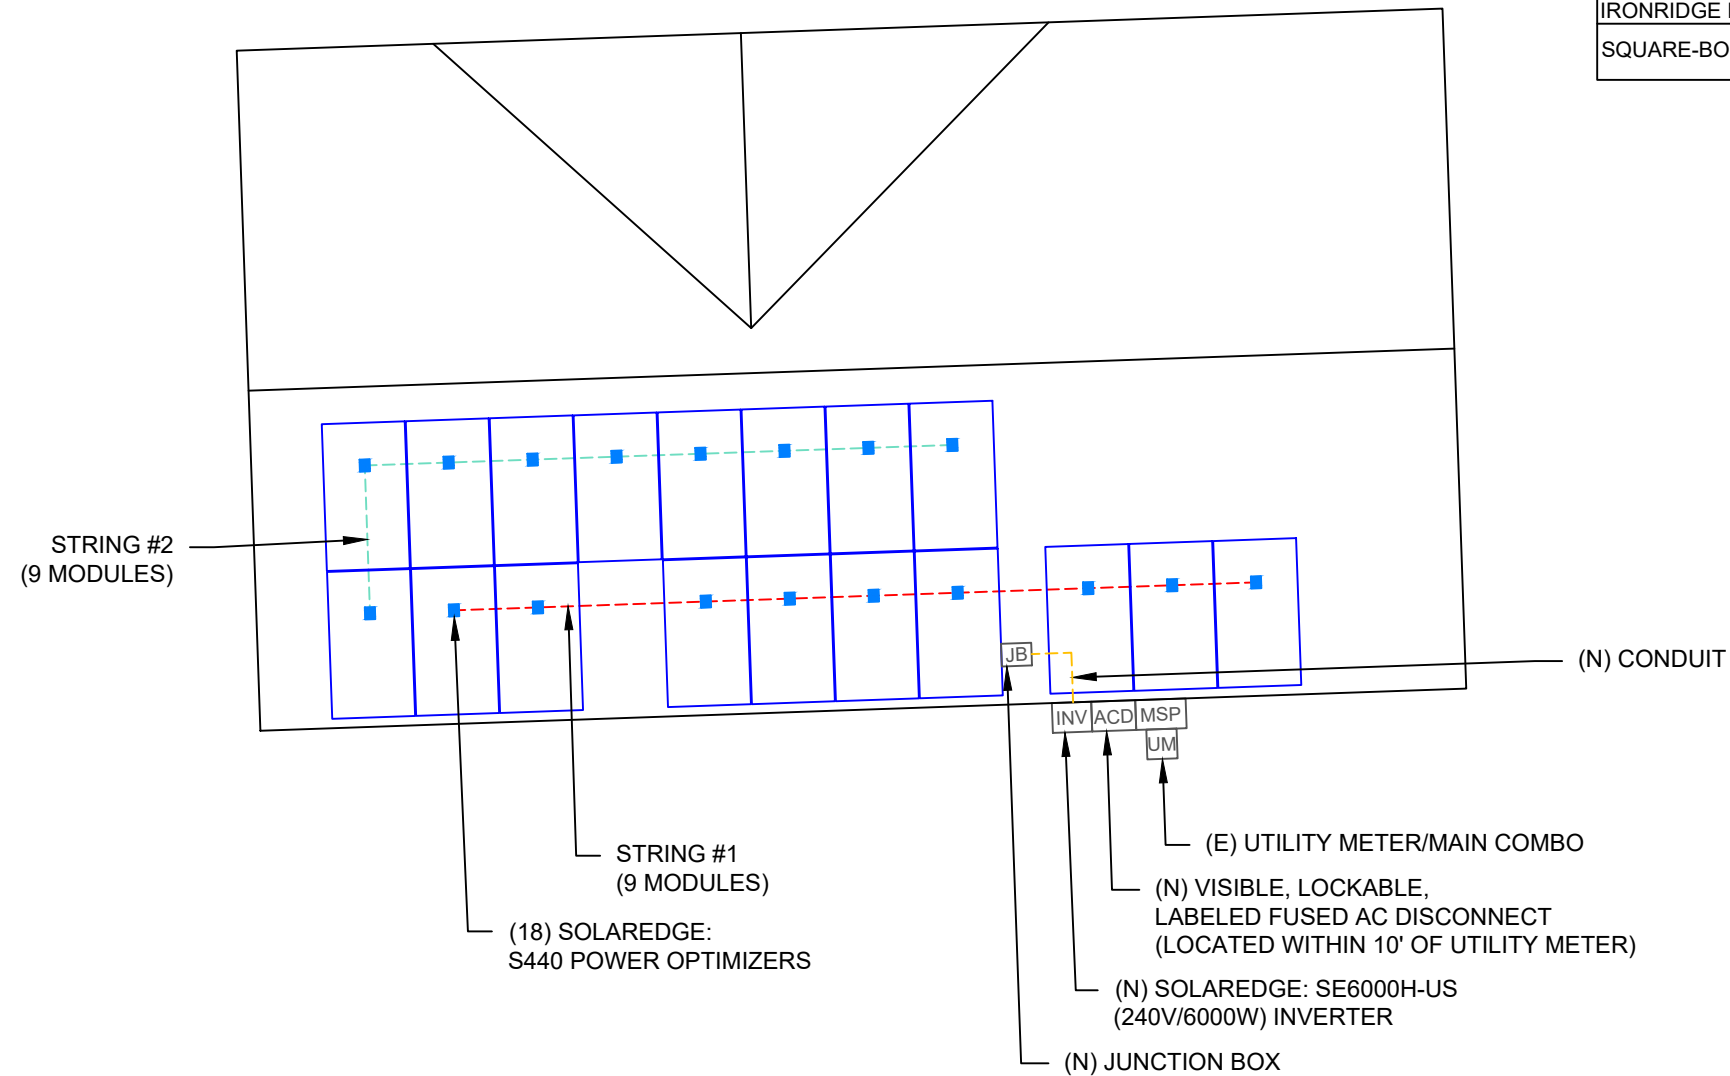 IRONRIDGE
SQUARE-BO
STRING #2
(9 MODULES)
JB
(N) CONDUIT
INV ACD MSP
UM
(E) UTILITY METER/MAIN COMBO
STRING #1
(9 MODULES)
(N) VISIBLE, LOCKABLE,
LABELED FUSED AC DISCONNECT
(LOCATED WITHIN 10' OF UTILITY METER)
(18) SOLAREDGE:
S440 POWER OPTIMIZERS
(N) SOLAREDGE: SE6000H-US
(240V/6000W) INVERTER
(N) JUNCTION BOX